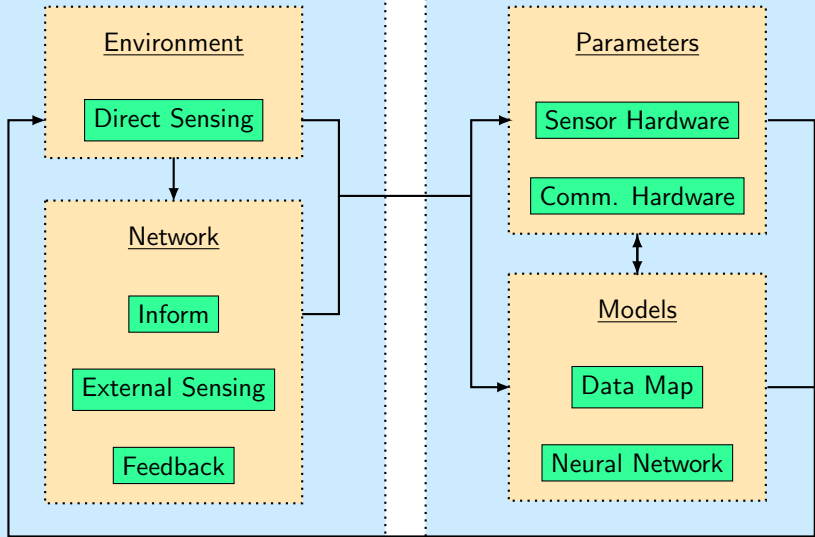 Environment
Direct Sensing
Network
Inform
External Sensing
Feedback
Parameters
Sensor Hardware
Comm. Hardware
Models
Data Map
Neural Network